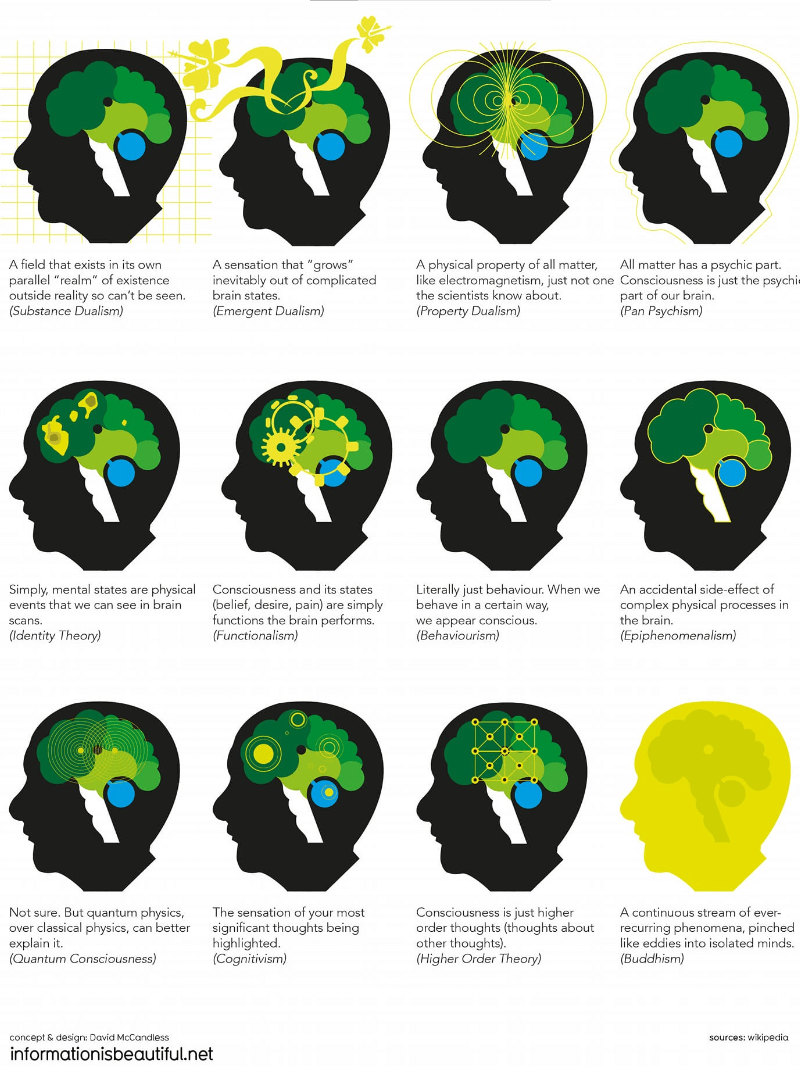 A field that exists in its own
parallel “realm” of existence
outside reality so can’t be seen.
(Substance Dualism)
A sensation that “grows”
inevitably out of complicated
brain states.
(Emergent Dualism)
A physical property of all matter,
like electromagnetism, just not one
the scientists know about.
(Property Dualism)
All matter has a psychic part.
Consciousness is just the psychic
part of our brain.
(Pan Psychism)
Simply, mental states are physical
events that we can see in brain
scans.
(Identity Theory)
Consciousness and its states
(belief, desire, pain) are simply
functions the brain performs.
(Functionalism)
Literally just behaviour. When we
behave in a certain way,
we appear conscious.
(Behaviourism)
An accidental side-effect of
complex physical processes in
the brain.
(Epiphenomenalism)
Not sure. But quantum physics,
over classical physics, can better
explain it.
(Quantum Consciousness)
The sensation of your most
significant thoughts being
highlighted.
(Cognitivism)
Consciousness is just higher
order thoughts (thoughts about
other thoughts).
(Higher Order Theory)
A continuous stream of ever-
recurring phenomena, pinched
like eddies into isolated minds.
(Buddhism)
concept & design: David McCandless
informationisbeautiful.net
sources: wikipedia